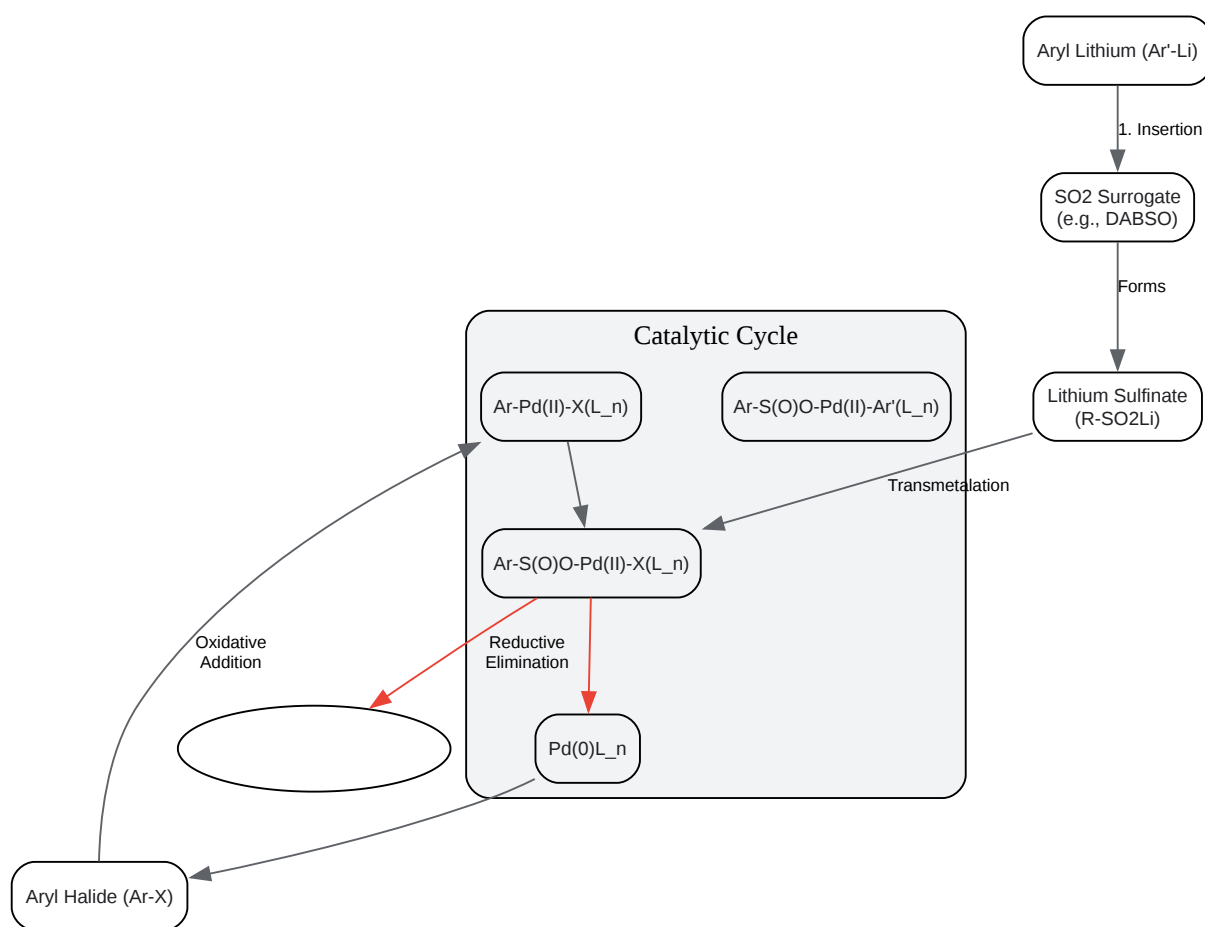 Aryl Lithium (Ar'-Li)
1. Insertion
SO2 Surrogate
(e.g., DABSO)
Forms
Catalytic Cycle
Ar-Pd(II)-X(L_n)
Ar-S(O)O-Pd(II)-Ar'(L_n)
Lithium Sulfinate
(R-SO2Li)
Transmetalation
Ar-S(O)O-Pd(II)-X(L_n)
Oxidative
Addition
Reductive
Elimination
Pd(0)L_n
Aryl Halide (Ar-X)